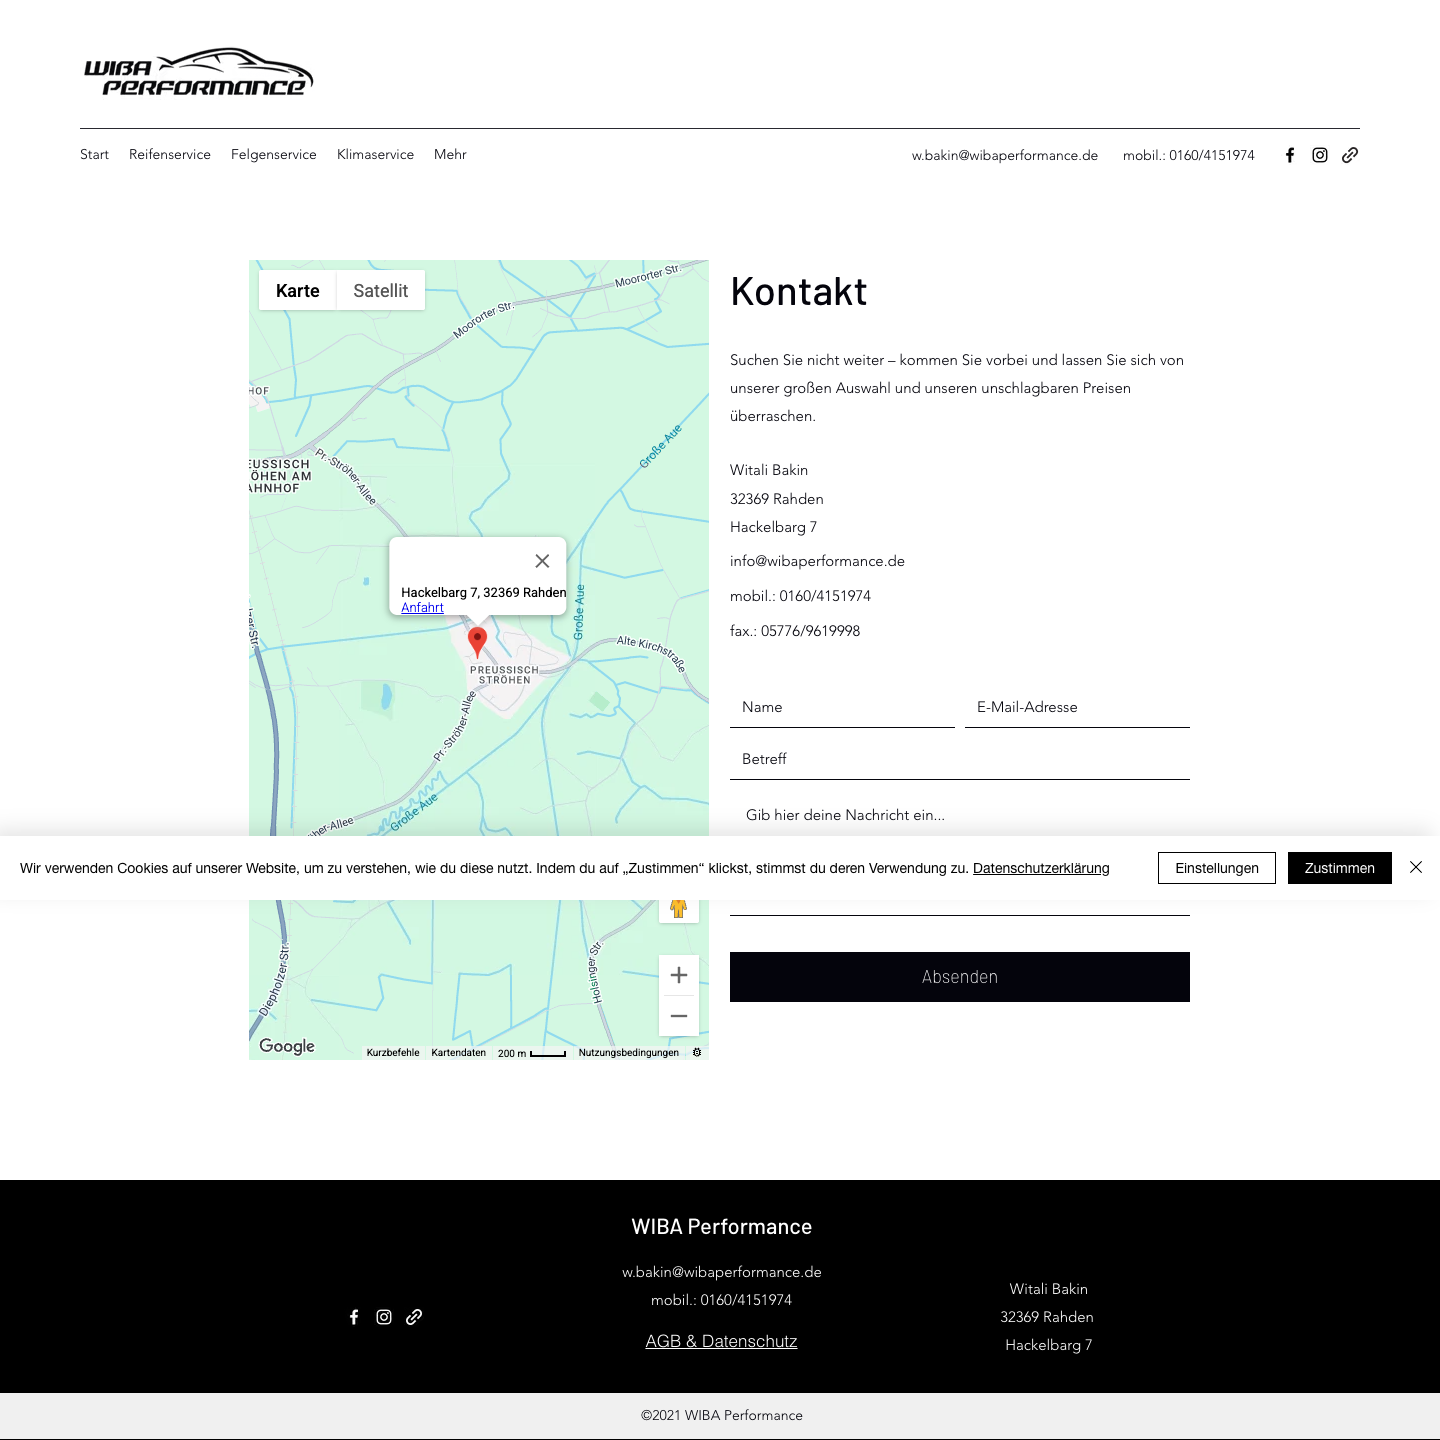 WIBA
PERFORMANCE
Start Reifenservice Felgenservice Klimaservice Mehr
w.bakin@wibaperformance.de mobil.: 0160/4151974
Karte Satellit
Moororter Str.
Moororter Str.
Pr.-Ströher-Allee
Große Aue
Hackelbarg 7, 32369 Rahden
Anfahrt
Große Aue
Alte Kirchstraße
PREUSSISCH
STRÖHEN
Pr.-Ströher-Allee
Große Aue
Holsinger Str.
Diepholzer Str.
Google
Kurzbefehle Kartendaten 200 m Nutzungsbedingungen
Kontakt
Suchen Sie nicht weiter – kommen Sie vorbei und lassen Sie sich von
unserer großen Auswahl und unseren unschlagbaren Preisen
überraschen.
Witali Bakin
32369 Rahden
Hackelbarg 7
info@wibaperformance.de
mobil.: 0160/4151974
fax.: 05776/9619998
Name E-Mail-Adresse
Betreff
Gib hier deine Nachricht ein...
Wir verwenden Cookies auf unserer Website, um zu verstehen, wie du diese nutzt. Indem du auf „Zustimmen“ klickst, stimmst du deren Verwendung zu. Datenschutzerklärung
Einstellungen Zustimmen
Absenden
WIBA Performance
w.bakin@wibaperformance.de
mobil.: 0160/4151974
AGB & Datenschutz
Witali Bakin
32369 Rahden
Hackelbarg 7
©2021 WIBA Performance